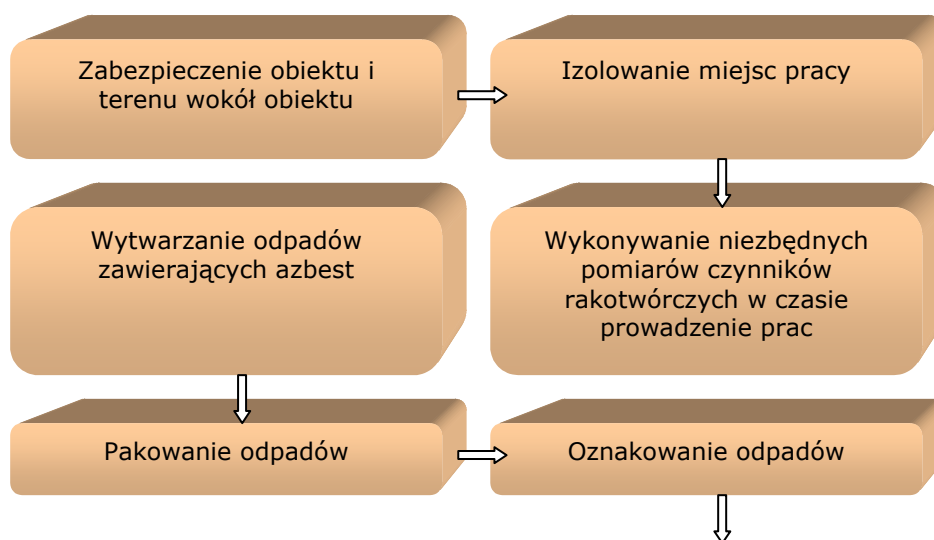 Zabezpieczenie obiektu i
terenu wokół obiektu
Izolowanie miejsc pracy
Wytwarzanie odpadów
zawierających azbest
Wykonywanie niezbędnych
pomiarów czynników
rakotwórczych w czasie
prowadzenie prac
Pakowanie odpadów
Oznakowanie odpadów